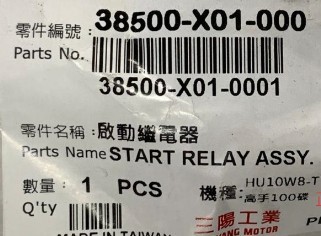 零件編號：38500-X01-000
Parts No.
38500-X01-0001
零件名稱：啟動繼電器
Parts Name START RELAY ASSY.
數量：1 PCS 機種：HU10W8-T
高手100碟
Q'ty
三陽工業
YANG MOTOR
MADE IN TAIWAN